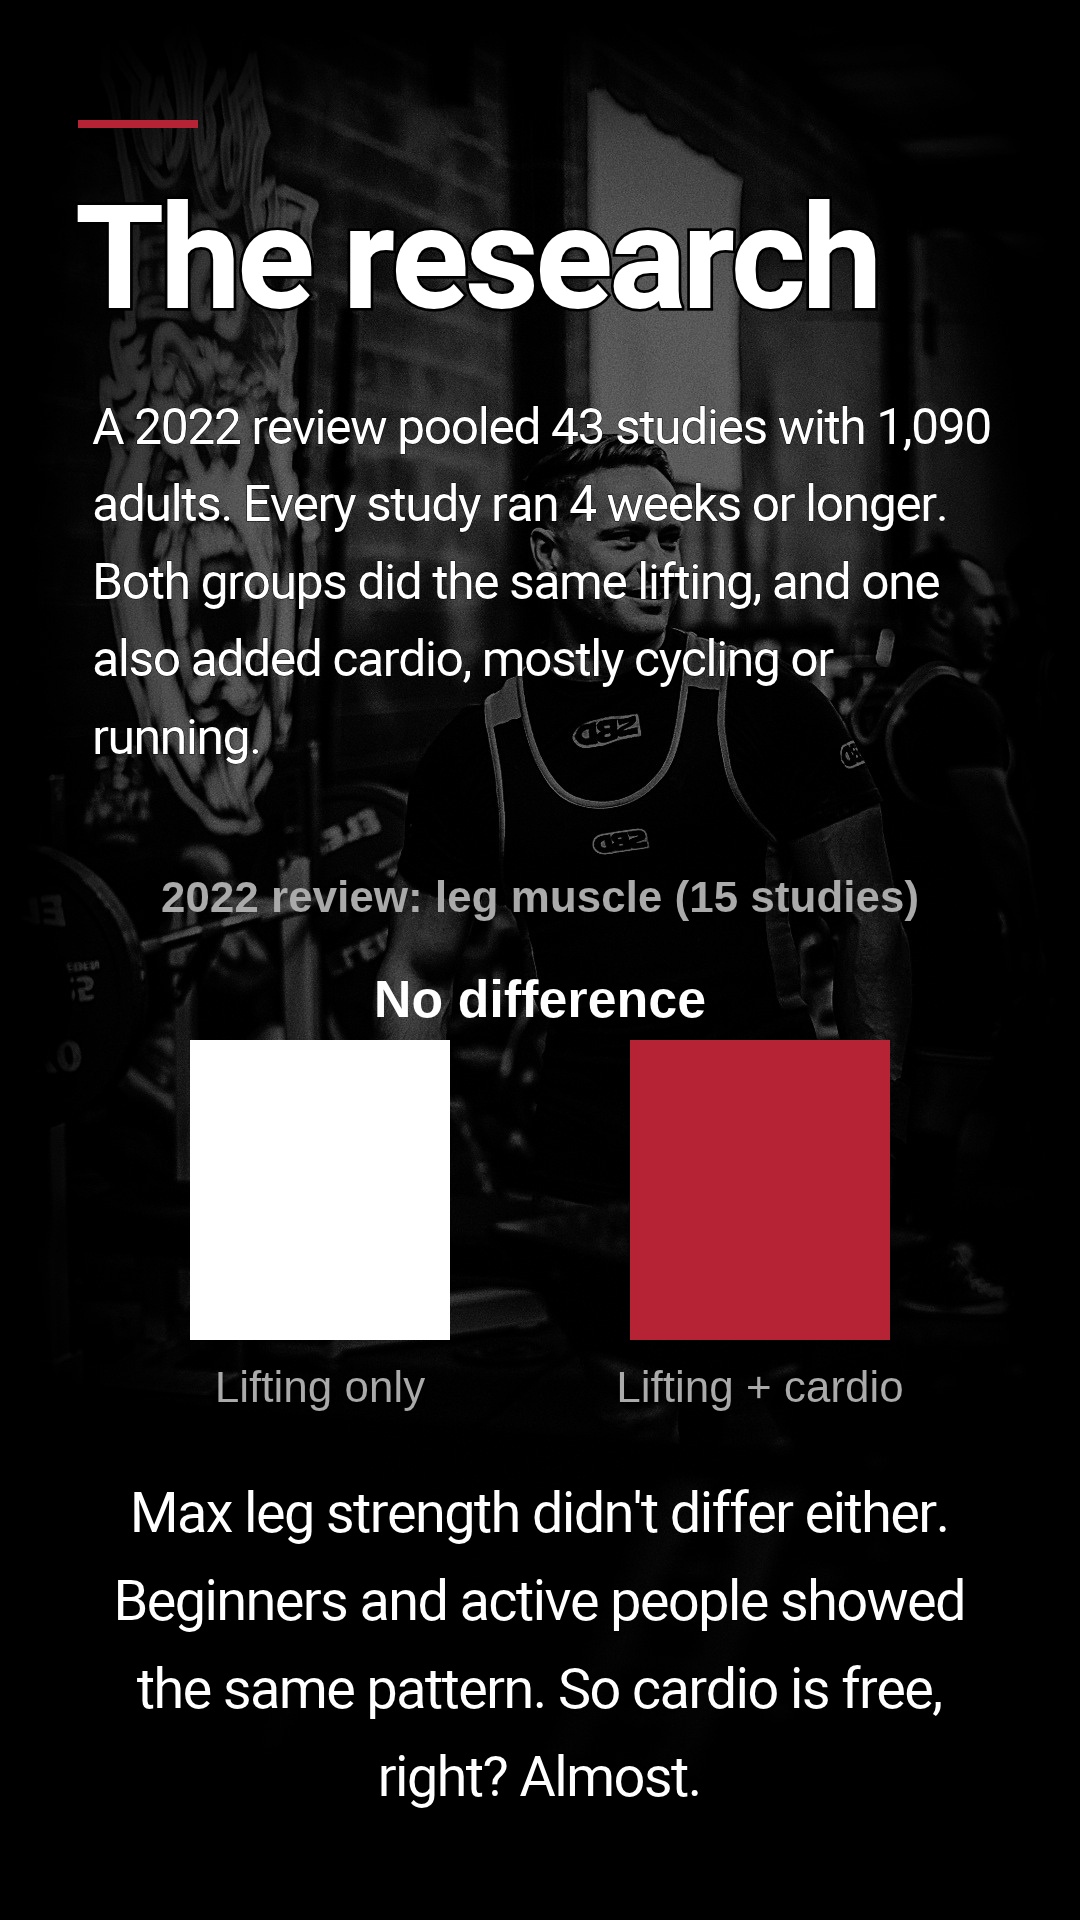 The research
A 2022 review pooled 43 studies with 1,090
adults. Every study ran 4 weeks or longer.
Both groups did the same lifting, and one
also added cardio, mostly cycling or
running.
2022 review: leg muscle (15 studies)
No difference
Lifting only
Lifting + cardio
Max leg strength didn't differ either.
Beginners and active people showed
the same pattern. So cardio is free,
right? Almost.